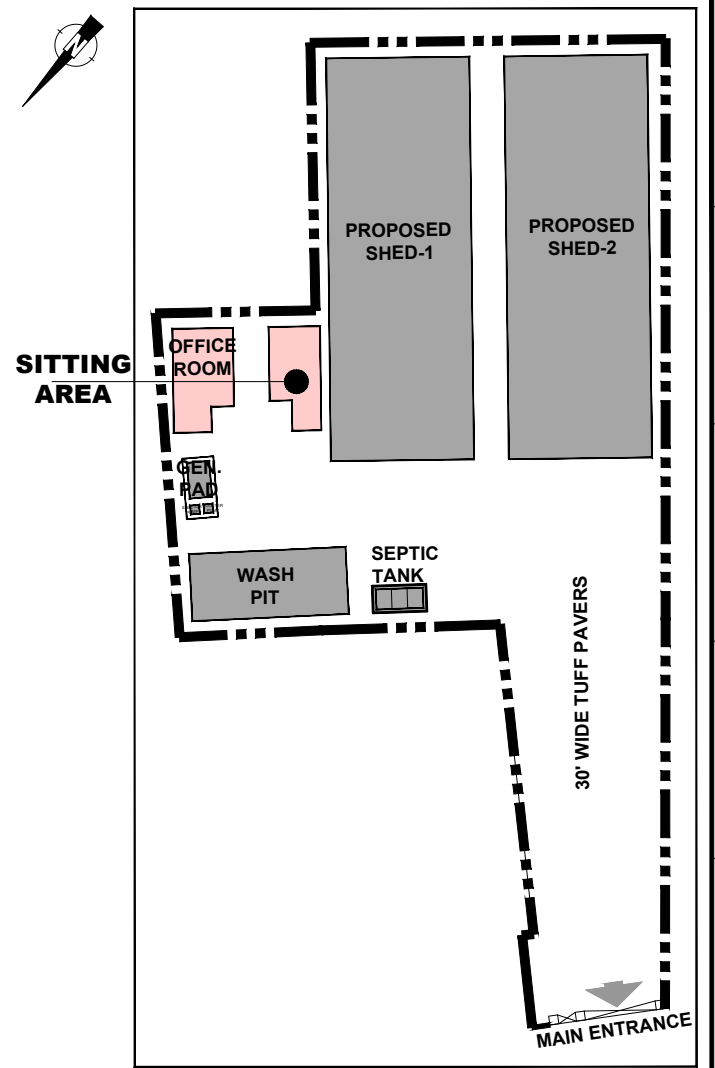 N
PROPOSED
SHED-1
PROPOSED
SHED-2
OFFICE
ROOM
SITTING
AREA
GEN.
PAD
SEPTIC
TANK
WASH
PIT
30' WIDE TUFF PAVERS
MAIN ENTRANCE